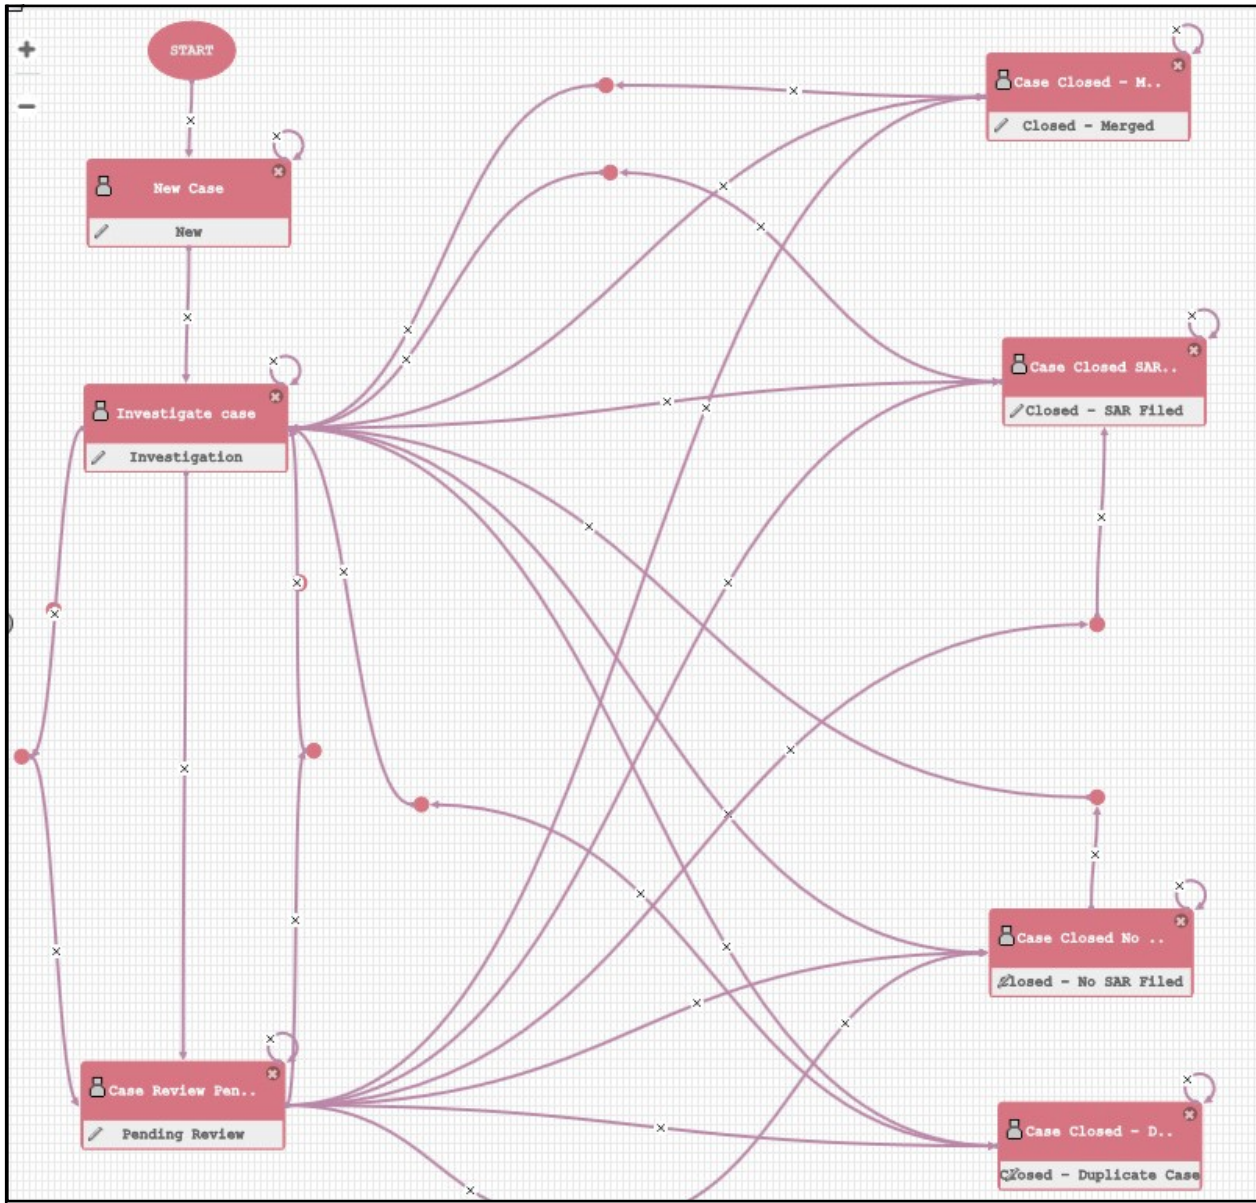 START
Case Closed - M..
Closed - Merged
New Case
New
Case Closed SAR..
Closed - SAR Filed
Investigate case
Investigation
Case Closed No ..
Closed - No SAR Filed
Case Review Pen..
Pending Review
Case Closed - D..
Closed - Duplicate Case